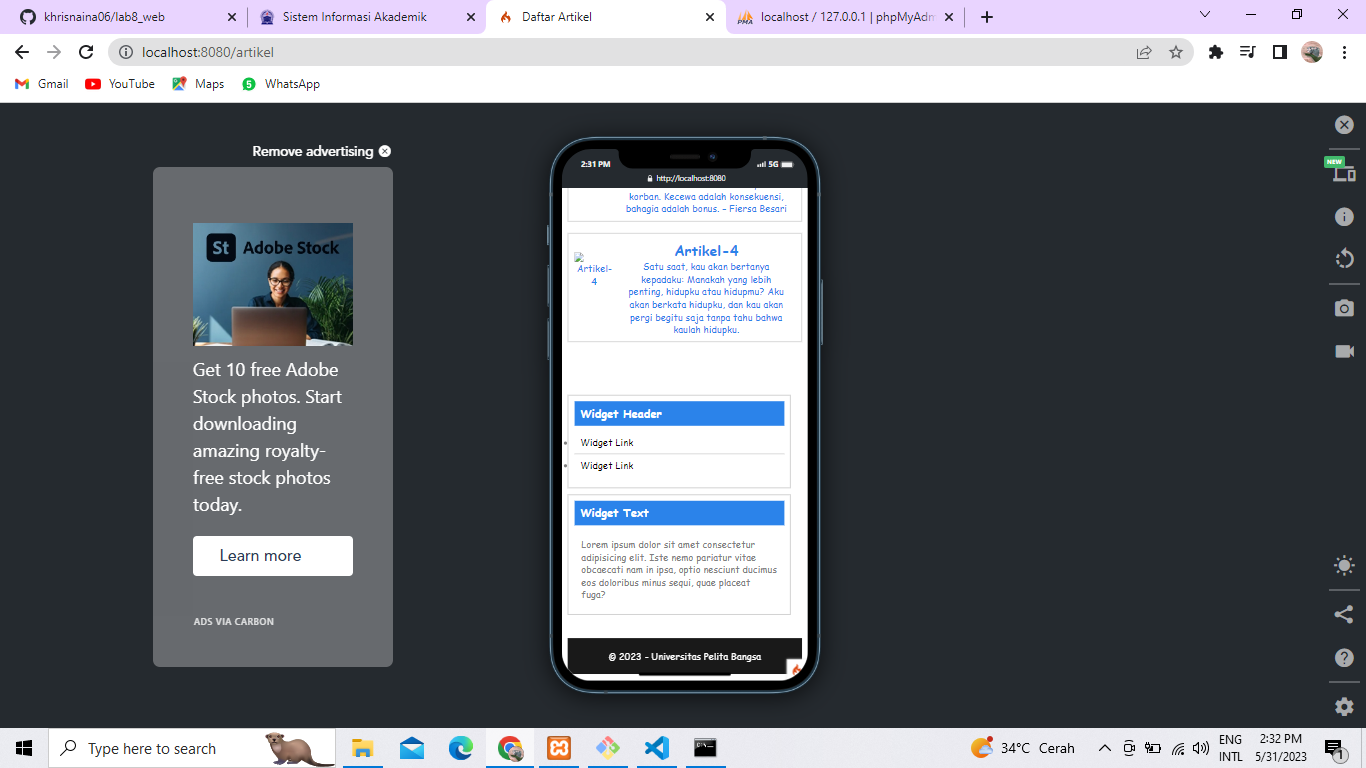 khrisnaina06/lab8_web
Sistem Informasi Akademik
Daftar Artikel
localhost / 127.0.0.1 | phpMyAdm
localhost:8080/artikel
Gmail
YouTube
Maps
5
WhatsApp
Remove advertising
St Adobe Stock
Get 10 free Adobe
Stock photos. Start
downloading
amazing royalty-
free stock photos
today.
Learn more
ADS VIA CARBON
2:31 PM
5G
http://localhost:8080
korban. Kecewa adalah konsekuensi,
bahagia adalah bonus. - Fiersa Besari
Artikel-
4
Artikel-4
Satu saat, kau akan bertanya
kepadaku: Manakah yang lebih
penting, hidupku atau hidupmu? Aku
akan berkata hidupku, dan kau akan
pergi begitu saja tanpa tahu bahwa
kaulah hidupku.
Widget Header
Widget Link
Widget Link
Widget Text
Lorem ipsum dolor sit amet consectetur
adipisicing elit. Iste nemo pariatur vitae
obcaecati nam in ipsa, optio nesciunt ducimus
eos doloribus minus sequi, quae placeat
fuga?
© 2023 - Universitas Pelita Bangsa
NEW
Type here to search
34°C Cerah
ENG
INTL
2:32 PM
5/31/2023
1